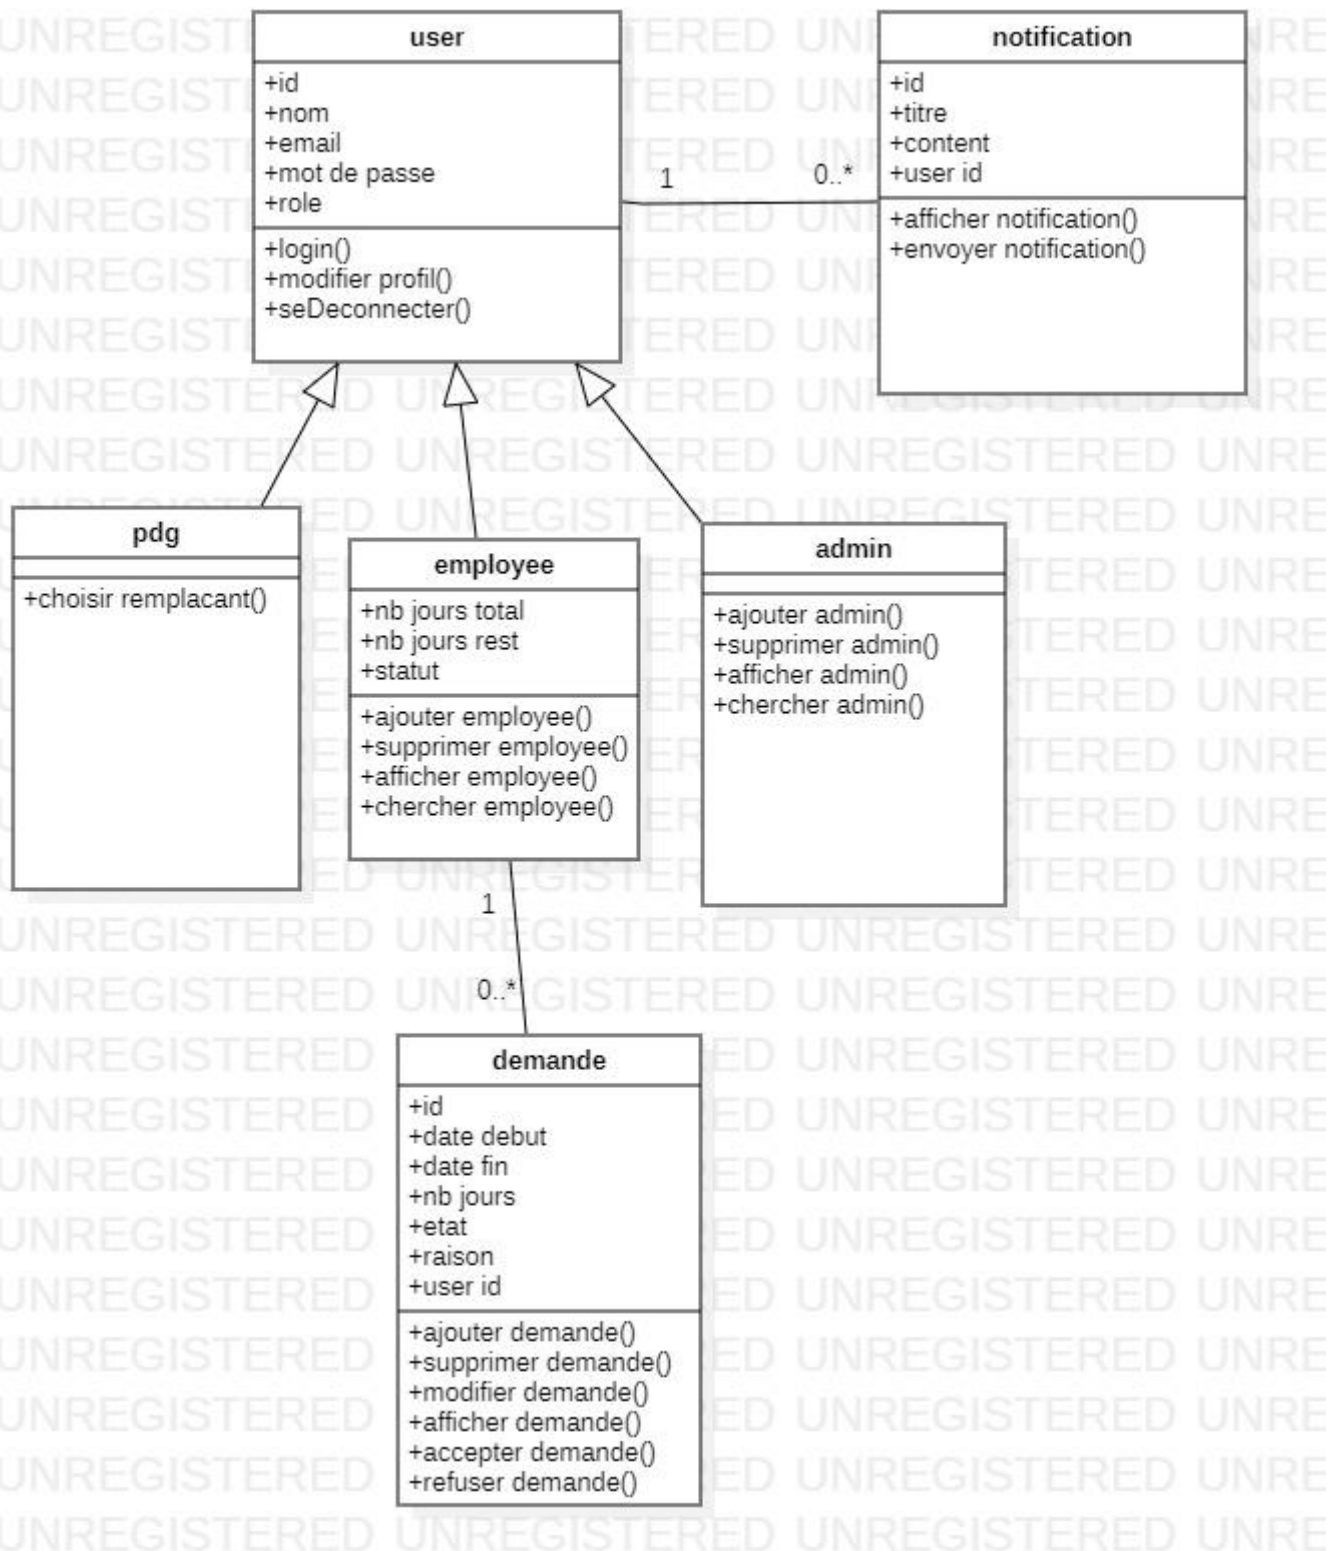 user
+id
+nom
+email
+mot de passe
+role
+login()
+modifier profil()
+seDeconnecter()
1
0..*
notification
+id
+titre
+content
+user id
+afficher notification()
+envoyer notification()
pdg
+choisir remplacant()
employee
+nb jours total
+nb jours rest
+statut
+ajouter employee()
+supprimer employee()
+afficher employee()
+chercher employee()
admin
+ajouter admin()
+supprimer admin()
+afficher admin()
+chercher admin()
1
0..*
demande
+id
+date debut
+date fin
+nb jours
+etat
+raison
+user id
+ajouter demande()
+supprimer demande()
+modifier demande()
+afficher demande()
+accepter demande()
+refuser demande()
UNREGISTERED UNREGISTERED UNREGISTERED UNRE